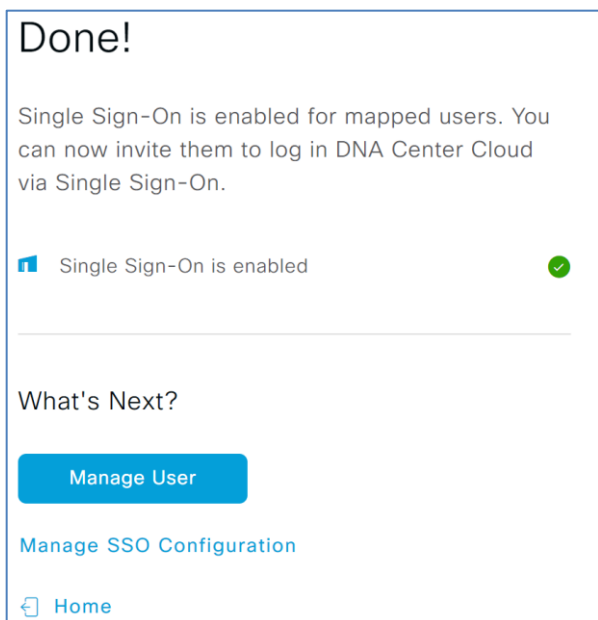 Done!
Single Sign-On is enabled for mapped users. You
can now invite them to log in DNA Center Cloud
via Single Sign-On.
Single Sign-On is enabled
What's Next?
Manage User
Manage SSO Configuration
Home